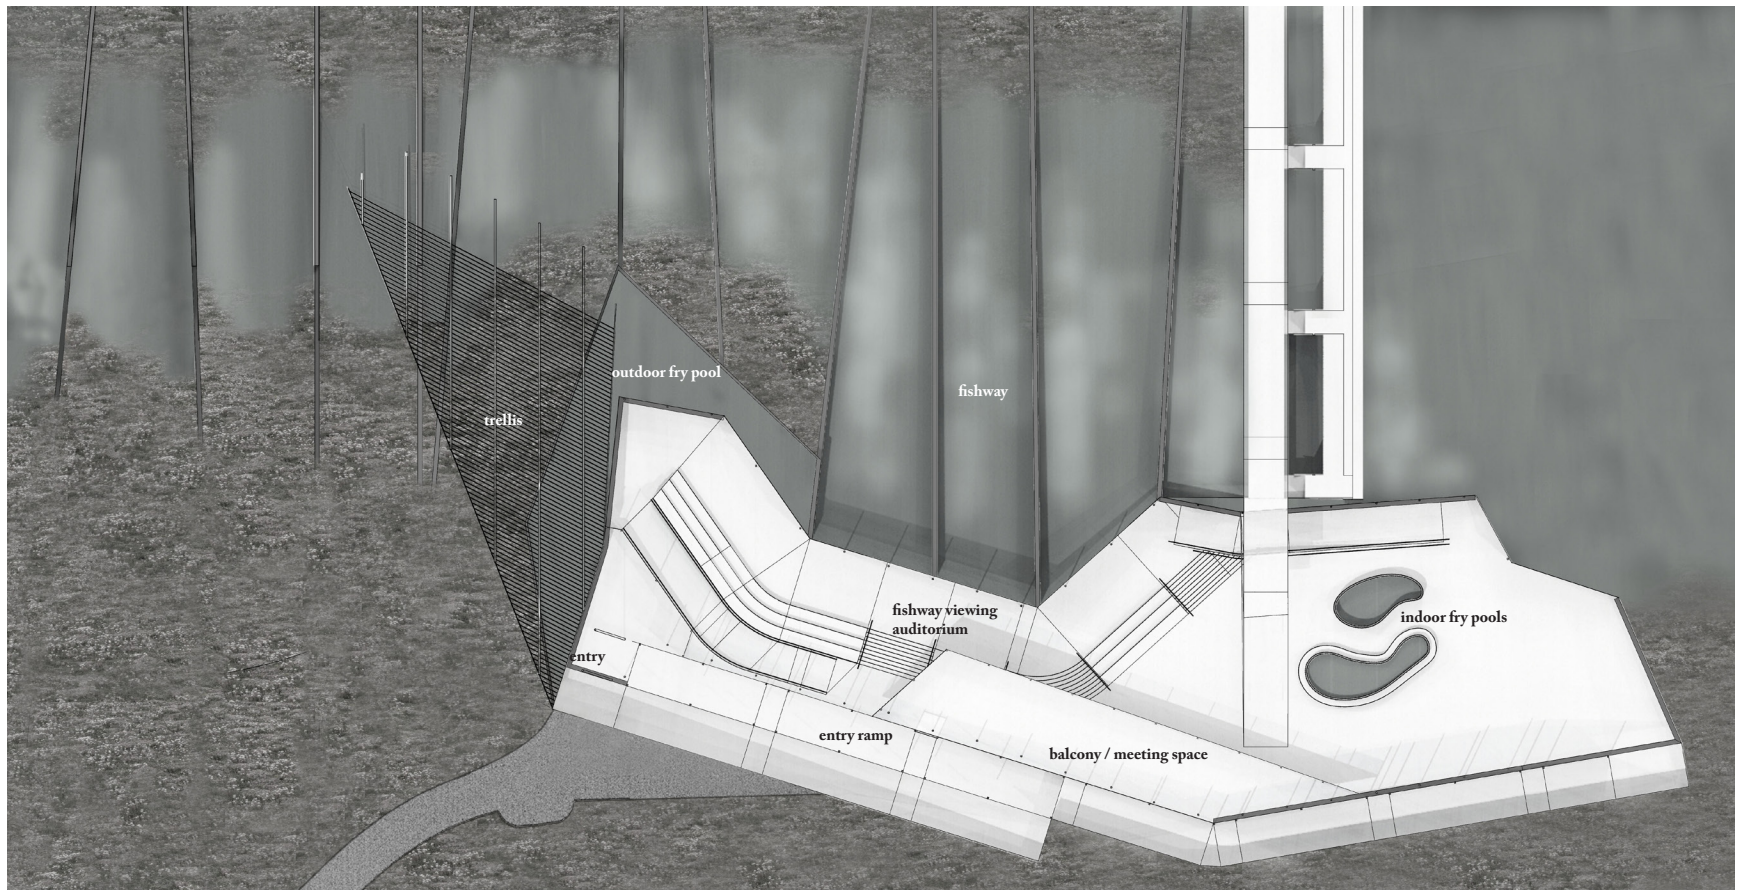 outdoor fry pool
fishway
trellis
fishway viewing
auditorium
indoor fry pools
entry
entry ramp
balcony / meeting space